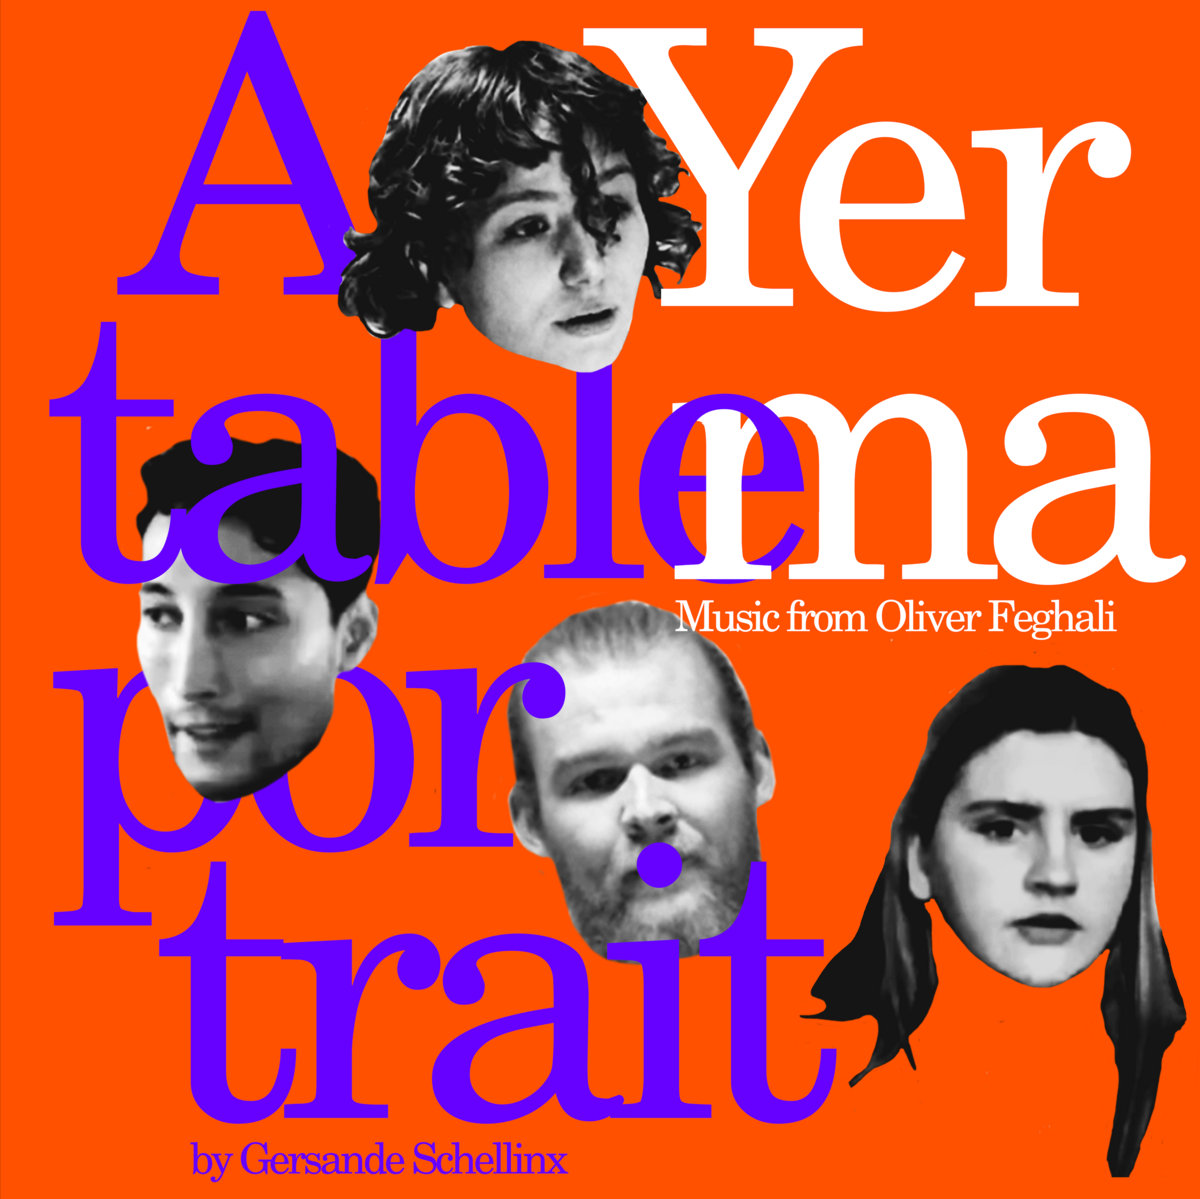 A
table
por
trait
by Gersande Schellinx
Yer
ma
Music from Oliver Feghali